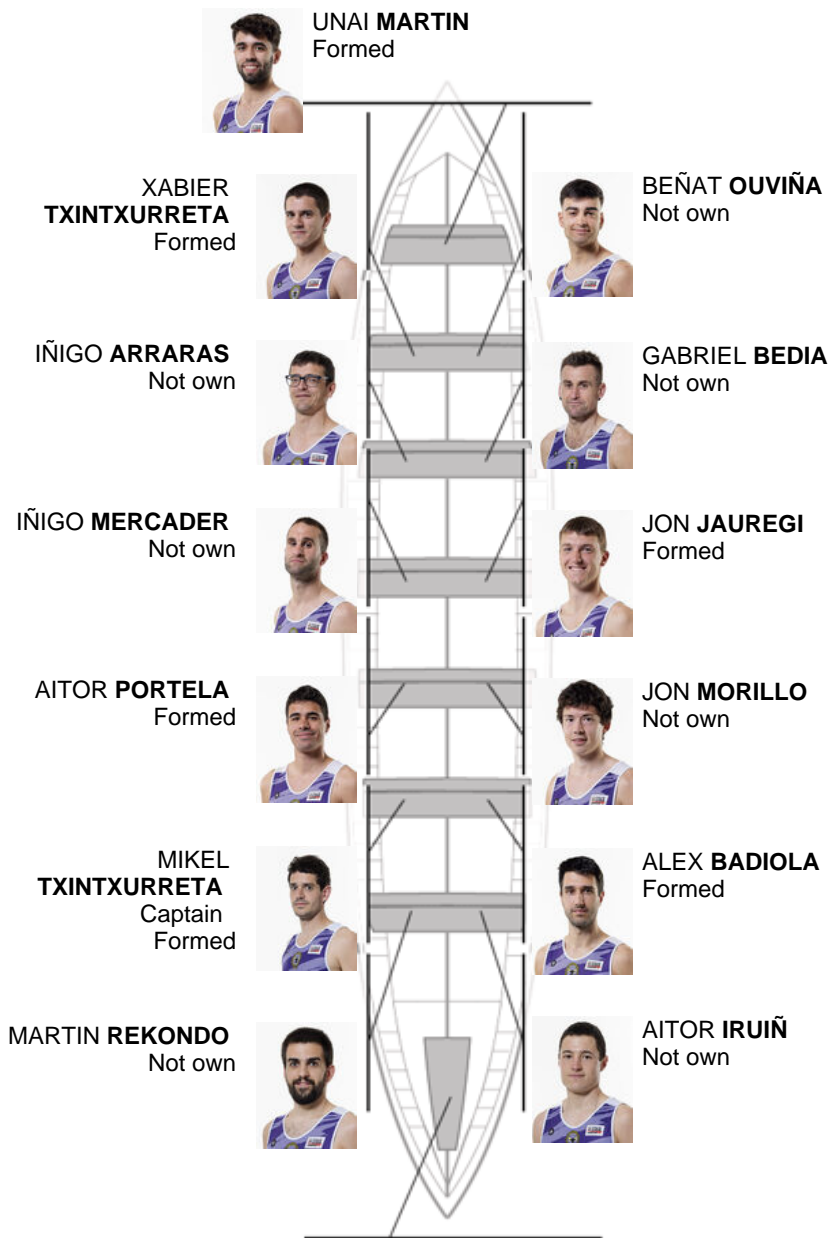 UNAI MARTIN
Formed
XABIER
TXINTXURRETA
Formed
BEÑAT OUVIÑA
Not own
IÑIGO ARRARAS
Not own
GABRIEL BEDIA
Not own
IÑIGO MERCADER
Not own
JON JAUREGI
Formed
AITOR PORTELA
Formed
JON MORILLO
Not own
MIKEL
TXINTXURRETA
Captain
Formed
ALEX BADIOLA
Formed
MARTIN REKONDO
Not own
AITOR IRUIÑ
Not own